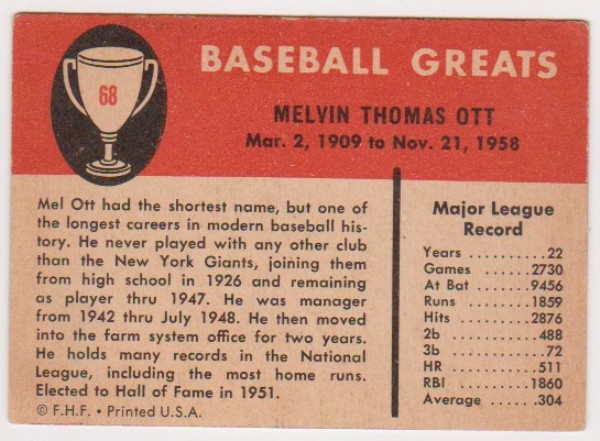 68
BASEBALL GREATS
MELVIN THOMAS OTT
Mar. 2, 1909 to Nov. 21, 1958
Mel Ott had the shortest name, but one of
the longest careers in modern baseball his-
tory. He never played with any other club
than the New York Giants, joining them
from high school in 1926 and remaining
as player thru 1947. He was manager
from 1942 thru July 1948. He then moved
into the farm system office for two years.
He holds many records in the National
League, including the most home runs.
Elected to Hall of Fame in 1951.
© F.H.F. • Printed U.S.A.
Major League
Record
Years ..........22
Games ........2730
At Bat ........9456
Runs .........1859
Hits ..........2876
2b ............488
3b .............72
HR ............511
RBI ..........1860
Average ......304